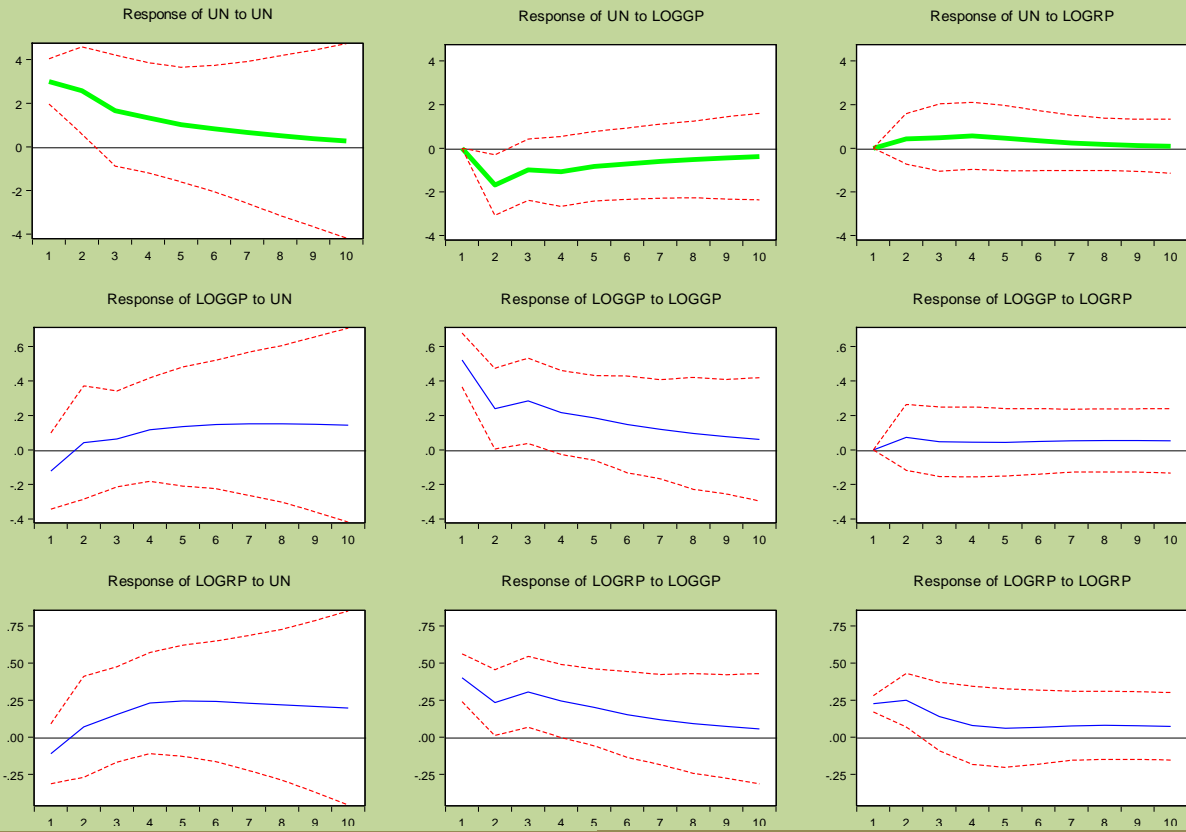 Response of UN to UN
4
2
0
-2
-4
1 2 3 4 5 6 7 8 9 10
Response of UN to LOGGP
4
2
0
-2
-4
1 2 3 4 5 6 7 8 9 10
Response of UN to LOGRP
4
2
0
-2
-4
1 2 3 4 5 6 7 8 9 10
Response of LOGGP to UN
.6
.4
.2
.0
-.2
-.4
1 2 3 4 5 6 7 8 9 10
Response of LOGGP to LOGGP
.6
.4
.2
.0
-.2
-.4
1 2 3 4 5 6 7 8 9 10
Response of LOGGP to LOGRP
.6
.4
.2
.0
-.2
-.4
1 2 3 4 5 6 7 8 9 10
Response of LOGRP to UN
.75
.50
.25
.00
-.25
1 2 3 4 5 6 7 8 9 10
Response of LOGRP to LOGGP
.75
.50
.25
.00
-.25
1 2 3 4 5 6 7 8 9 10
Response of LOGRP to LOGRP
.75
.50
.25
.00
-.25
1 2 3 4 5 6 7 8 9 10